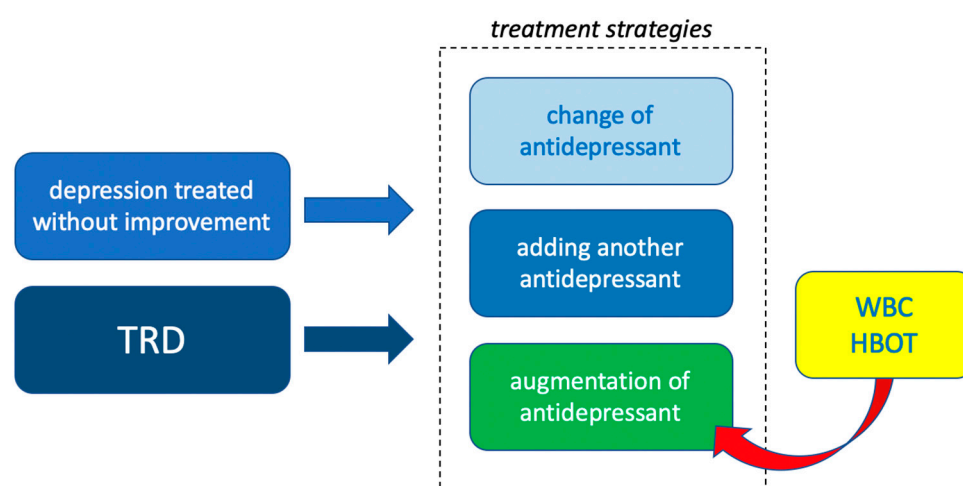 treatment strategies
change of
antidepressant
depression treated
without improvement
adding another
antidepressant
TRD
WBC
HBOT
augmentation of
antidepressant